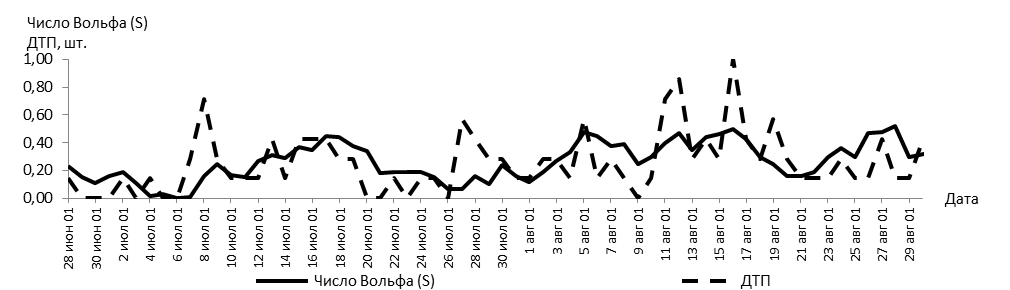 Число Вольфа (S)
ДТП, шт.
1,00
0,80
0,60
0,40
0,20
0,00
28 июн 01
30 июн 01
2 июл 01
4 июл 01
6 июл 01
8 июл 01
10 июл 01
12 июл 01
14 июл 01
16 июл 01
18 июл 01
20 июл 01
22 июл 01
24 июл 01
26 июл 01
28 июл 01
30 июл 01
1 авг 01
3 авг 01
5 авг 01
7 авг 01
9 авг 01
11 авг 01
13 авг 01
15 авг 01
17 авг 01
19 авг 01
21 авг 01
23 авг 01
25 авг 01
27 авг 01
29 авг 01
Дата
Число Вольфа (S)
ДТП